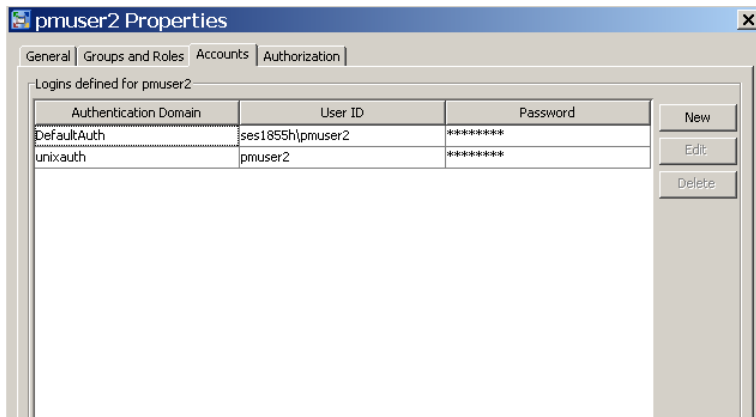 pmuser2 Properties
General Groups and Roles Accounts Authorization
Logins defined for pmuser2
Authentication Domain User ID Password New
DefaultAuth ses1855h\pmuser2 ********
Edit
unixauth pmuser2 ********
Delete